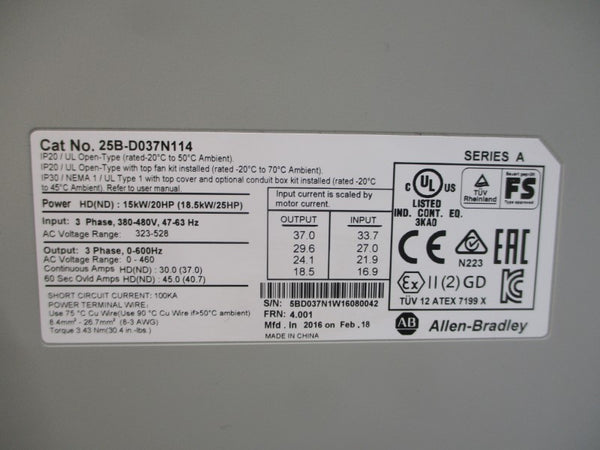 Cat No. 25B-D037N114
SERIES A
IP20 / UL Open-Type (rated-20°C to 50°C Ambient).
IP20 / UL Open-Type with top fan kit installed (rated -20°C to 70°C Ambient).
IP30 / NEMA 1 / UL Type 1 with top cover and optional conduit box kit installed (rated -20°C
to 45°C Ambient). Refer to user manual.
Power HD(ND) : 15kW/20HP (18.5kW/25HP)
Input: 3 Phase, 380-480V, 47-63 Hz
AC Voltage Range: 323-528
Output: 3 Phase, 0-600Hz
AC Voltage Range: 0 - 460
Continuous Amps HD(ND) : 30.0 (37.0)
60 Sec Ovld Amps HD(ND) : 45.0 (40.7)
SHORT CIRCUIT CURRENT: 100KA
POWER TERMINAL WIRE:
Use 75 °C Cu Wire(Use 90 °C Cu Wire if>50°C ambient)
8.4mm² - 26.7mm² (8-3 AWG)
Torque 3.43Nm (30.4 in.-lbs.)
Input current is scaled by
motor current.
OUTPUT INPUT
37.0 33.7
29.6 27.0
24.1 21.9
18.5 16.9
S/N: 5BD037N1W16080042
FRN: 4.001
Mfd. In 2016 on Feb, 18
MADE IN CHINA
C UL US
LISTED
IND. CONT. EQ.
3KA0
TÜV
Rheinland
FS
Type approved
CE
N223
EAC
Ex II (2) GD
TÜV 12 ATEX 7199 X
AB Allen-Bradley